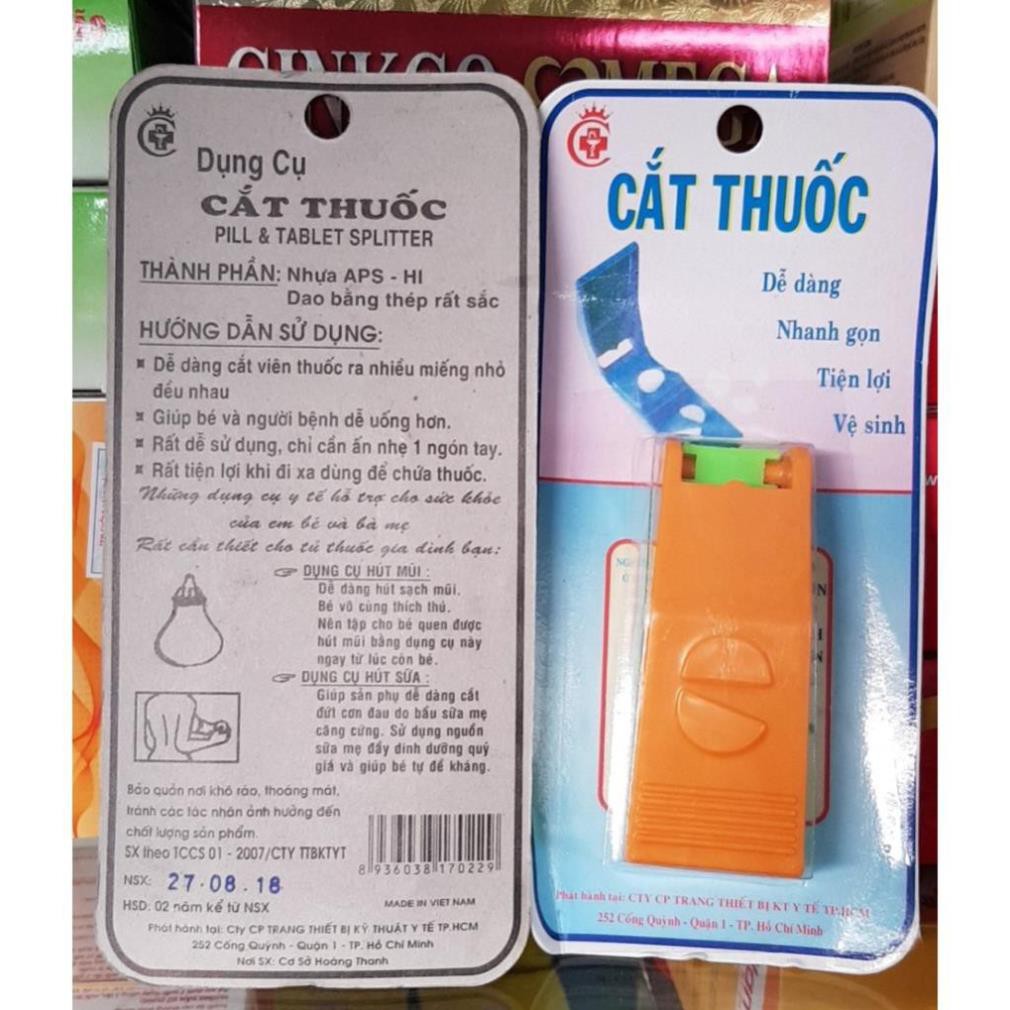 GINKGO OMEGA
Dụng Cụ
CẮT THUỐC
PILL & TABLET SPLITTER
THÀNH PHẦN: Nhựa APS - HI
Dao bằng thép rất sắc
HƯỚNG DẪN SỬ DỤNG:
Dễ dàng cắt viên thuốc ra nhiều miếng nhỏ
đều nhau
Giúp bé và người bệnh dễ uống hơn.
Rất dễ sử dụng, chỉ cần ấn nhẹ 1 ngón tay.
Rất tiện lợi khi đi xa dùng để chứa thuốc.
Những dụng cụ y tế hỗ trợ cho sức khỏe
của em bé và bà mẹ
Rất cần thiết cho tủ thuốc gia đình bạn:
DỤNG CỤ HÚT MŨI :
Dễ dàng hút sạch mũi.
Bé vô cùng thích thú.
Nên tập cho bé quen được
hút mũi bằng dụng cụ này
ngay từ lúc còn bé.
DỤNG CỤ HÚT SỮA :
Giúp sản phụ dễ dàng cắt
đứt cơn đau do bầu sữa mẹ
căng cứng. Sử dụng nguồn
sữa mẹ đầy dinh dưỡng quý
giá và giúp bé tự đề kháng.
Bảo quản nơi khô ráo, thoáng mát,
tránh các tác nhân ảnh hưởng đến
chất lượng sản phẩm.
SX theo TCCS 01 - 2007/CTY TTBKTYT
8 936038 170229
NSX: 27·08.18
HSD: 02 năm kể từ NSX
MADE IN VIET NAM
Phát hành tại: Cty CP TRANG THIẾT BỊ KỸ THUẬT Y TẾ TP.HCM
252 Cống Quỳnh - Quận 1 - TP. Hồ Chí Minh
Nơi SX: Cơ Sở Hoàng Thanh
CẮT THUỐC
Dễ dàng
Nhanh gọn
Tiện lợi
Vệ sinh
Phát hành tại: CTY CP TRANG THIẾT BỊ KT Y TẾ TP.HCM
252 Cống Quỳnh - Quận 1 - TP. Hồ Chí Minh